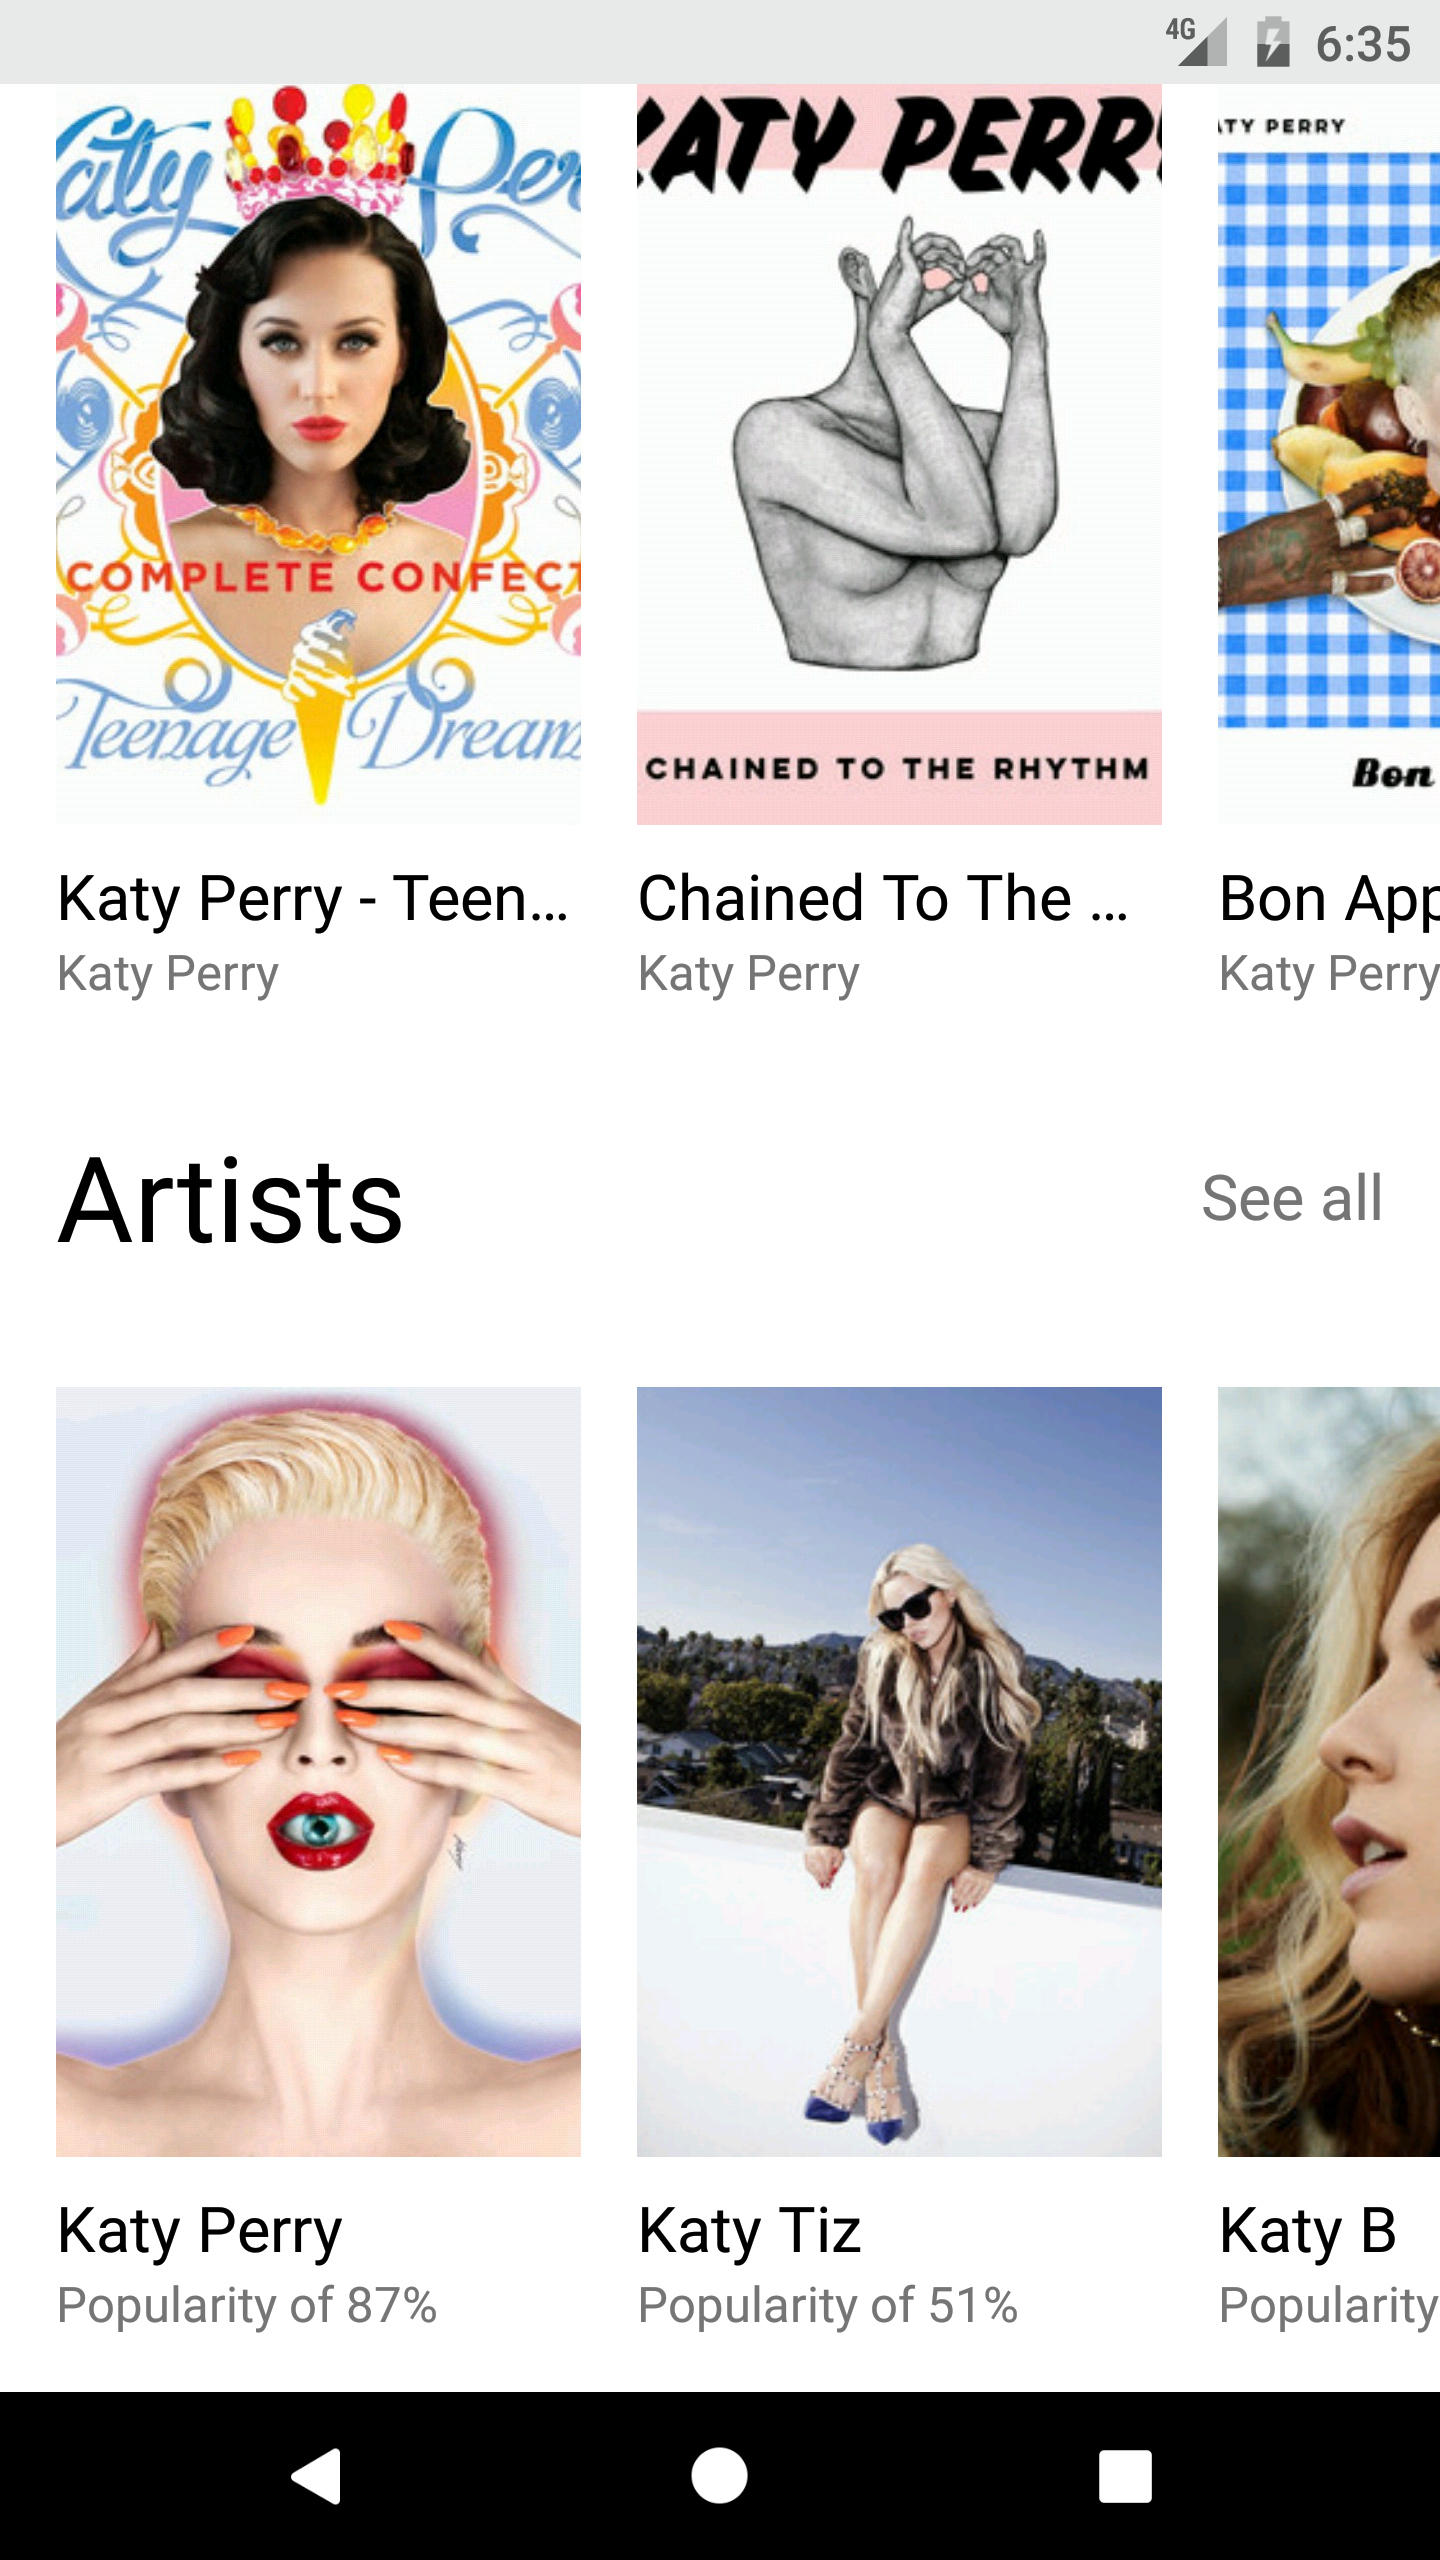 4G 6:35
Katy Per
COMPLETE CONFECT
Teenage Dream
KATY PERRY
CHAINED TO THE RHYTHM
ATY PERRY
Bon
Katy Perry - Teen...
Katy Perry
Chained To The ...
Katy Perry
Bon App
Katy Perry
Artists
See all
Katy Perry
Popularity of 87%
Katy Tiz
Popularity of 51%
Katy B
Popularity